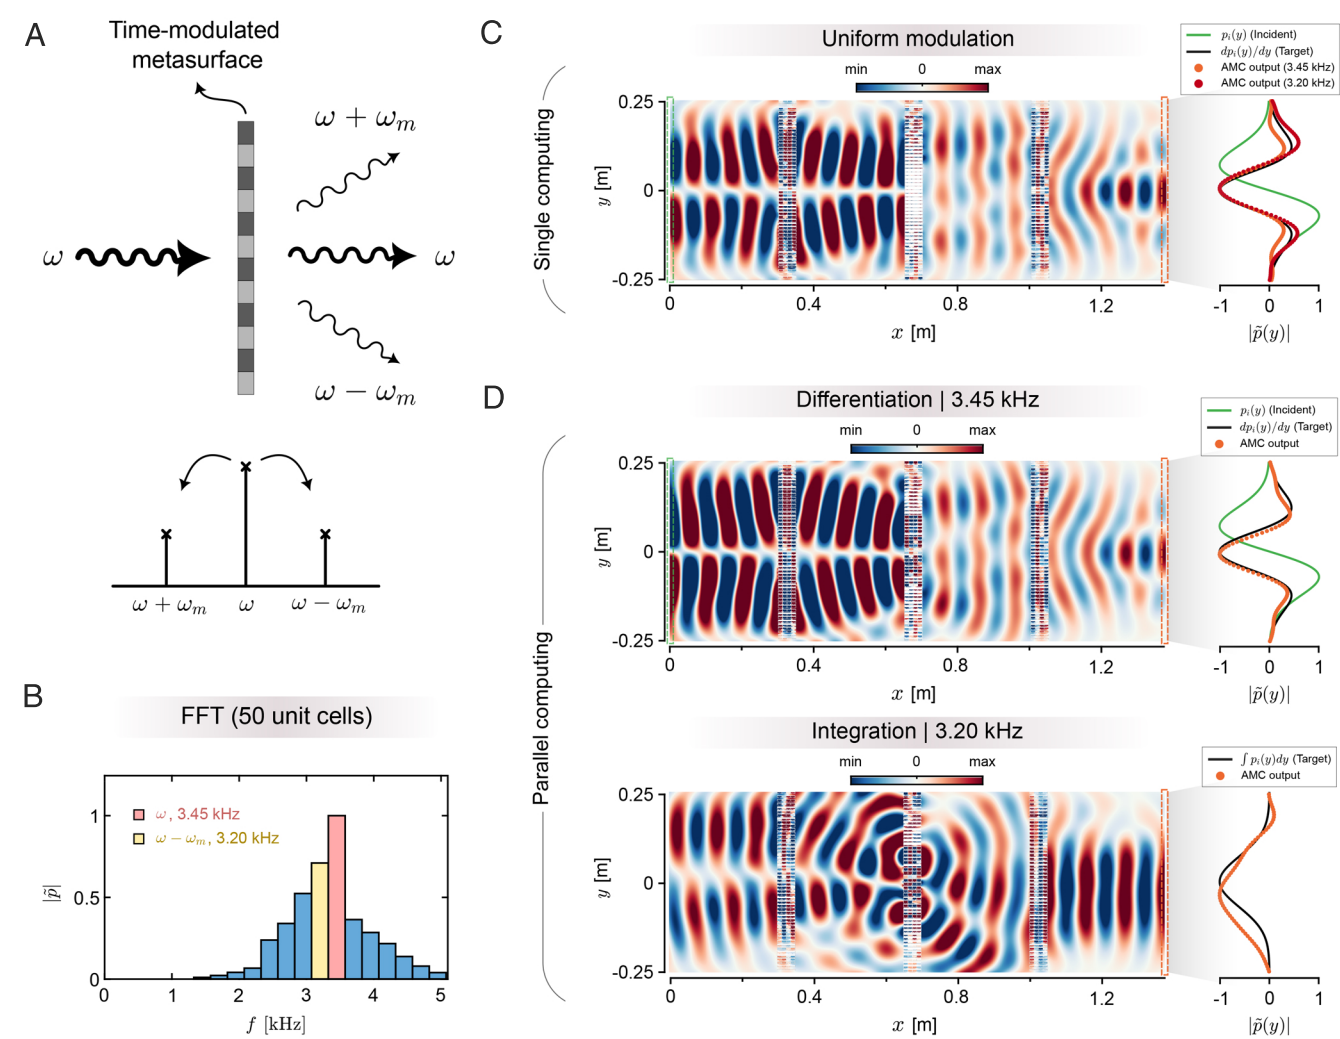 A
Time-modulated
metasurface
ω + ω_m
ω
ω
ω − ω_m
ω + ω_m
ω
ω − ω_m
B
FFT (50 unit cells)
ω, 3.45 kHz
ω − ω_m, 3.20 kHz
|p̃|
1
0.5
0
0 1 2 3 4 5
f [kHz]
C
Single computing
Uniform modulation
min 0 max
y [m]
0.25
0
-0.25
0 0.4 0.8 1.2
x [m]
p_i(y) (Incident)
dp_i(y)/dy (Target)
AMC output (3.45 kHz)
AMC output (3.20 kHz)
-1 0 1
|p̃(y)|
D
Parallel computing
Differentiation | 3.45 kHz
min 0 max
y [m]
0.25
0
-0.25
0 0.4 0.8 1.2
x [m]
p_i(y) (Incident)
dp_i(y)/dy (Target)
AMC output
-1 0 1
|p̃(y)|
Integration | 3.20 kHz
min 0 max
y [m]
0.25
0
-0.25
0 0.4 0.8 1.2
x [m]
∫ p_i(y)dy (Target)
AMC output
-1 0 1
|p̃(y)|